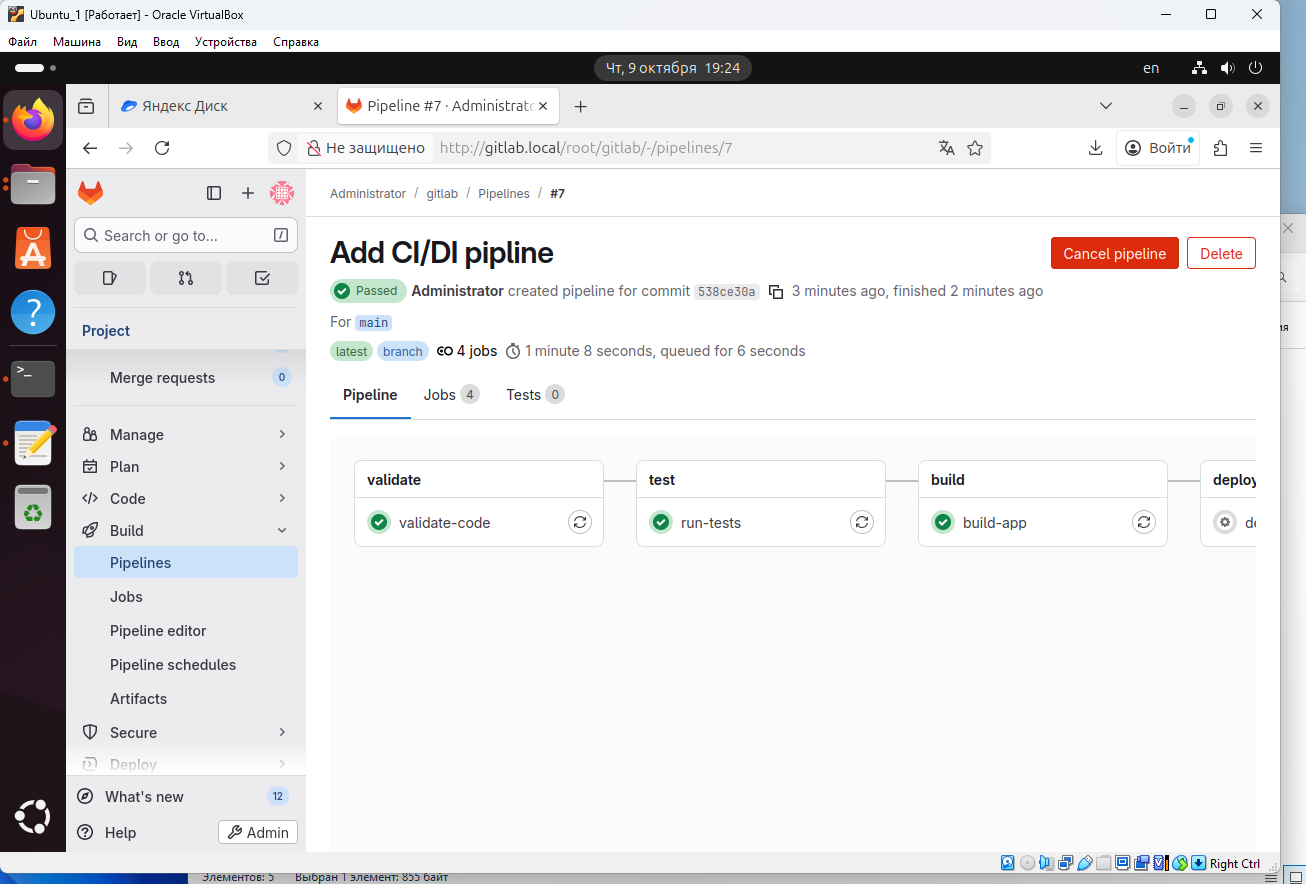 Ubuntu_1 [Работает] - Oracle VirtualBox
Файл Машина Вид Ввод Устройства Справка
Чт, 9 октября 19:24
en
Яндекс Диск
Pipeline #7 · Administrato
Не защищено
http://gitlab.local/root/gitlab/-/pipelines/7
Войти
Administrator / gitlab / Pipelines / #7
Search or go to...
/
Project
Merge requests 0
Manage
Plan
Code
Build
Pipelines
Jobs
Pipeline editor
Pipeline schedules
Artifacts
Secure
Deploy
What's new 12
Help
Admin
Add CI/DI pipline
Cancel pipeline
Delete
Passed Administrator created pipeline for commit 538ce30a 3 minutes ago, finished 2 minutes ago
For main
latest branch 4 jobs 1 minute 8 seconds, queued for 6 seconds
Pipeline Jobs 4 Tests 0
validate
validate-code
test
run-tests
build
build-app
deploy
de
Right Ctrl
Элементов: 5 Выбран 1 элемент: 855 байт